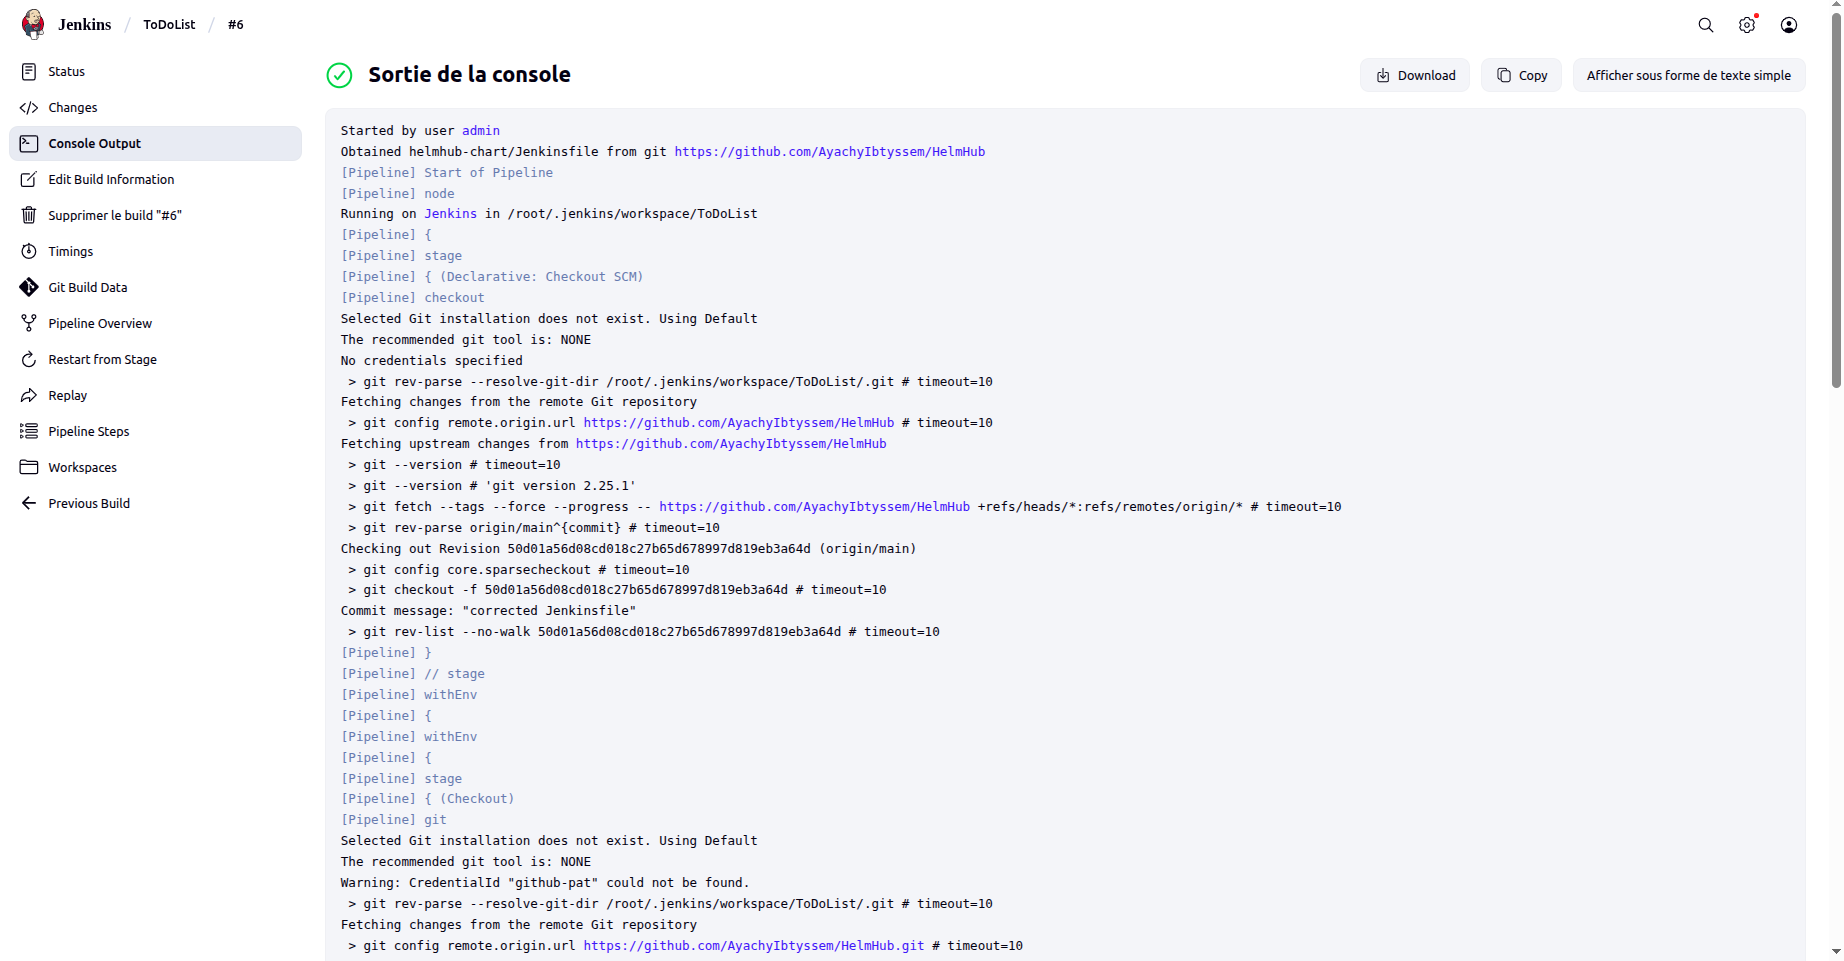 Jenkins / ToDoList / #6
Status
Changes
Console Output
Edit Build Information
Supprimer le build "#6"
Timings
Git Build Data
Pipeline Overview
Restart from Stage
Replay
Pipeline Steps
Workspaces
Previous Build
Sortie de la console
Download
Copy
Afficher sous forme de texte simple
Started by user admin
Obtained helmhub-chart/Jenkinsfile from git https://github.com/AyachyIbtyssem/HelmHub
[Pipeline] Start of Pipeline
[Pipeline] node
Running on Jenkins in /root/.jenkins/workspace/ToDoList
[Pipeline] {
[Pipeline] stage
[Pipeline] { (Declarative: Checkout SCM)
[Pipeline] checkout
Selected Git installation does not exist. Using Default
The recommended git tool is: NONE
No credentials specified
 > git rev-parse --resolve-git-dir /root/.jenkins/workspace/ToDoList/.git # timeout=10
Fetching changes from the remote Git repository
 > git config remote.origin.url https://github.com/AyachyIbtyssem/HelmHub # timeout=10
Fetching upstream changes from https://github.com/AyachyIbtyssem/HelmHub
 > git --version # timeout=10
 > git --version # 'git version 2.25.1'
 > git fetch --tags --force --progress -- https://github.com/AyachyIbtyssem/HelmHub +refs/heads/*:refs/remotes/origin/* # timeout=10
 > git rev-parse origin/main^{commit} # timeout=10
Checking out Revision 50d01a56d08cd018c27b65d678997d819eb3a64d (origin/main)
 > git config core.sparsecheckout # timeout=10
 > git checkout -f 50d01a56d08cd018c27b65d678997d819eb3a64d # timeout=10
Commit message: "corrected Jenkinsfile"
 > git rev-list --no-walk 50d01a56d08cd018c27b65d678997d819eb3a64d # timeout=10
[Pipeline] }
[Pipeline] // stage
[Pipeline] withEnv
[Pipeline] {
[Pipeline] withEnv
[Pipeline] {
[Pipeline] stage
[Pipeline] { (Checkout)
[Pipeline] git
Selected Git installation does not exist. Using Default
The recommended git tool is: NONE
Warning: CredentialId "github-pat" could not be found.
 > git rev-parse --resolve-git-dir /root/.jenkins/workspace/ToDoList/.git # timeout=10
Fetching changes from the remote Git repository
 > git config remote.origin.url https://github.com/AyachyIbtyssem/HelmHub.git # timeout=10